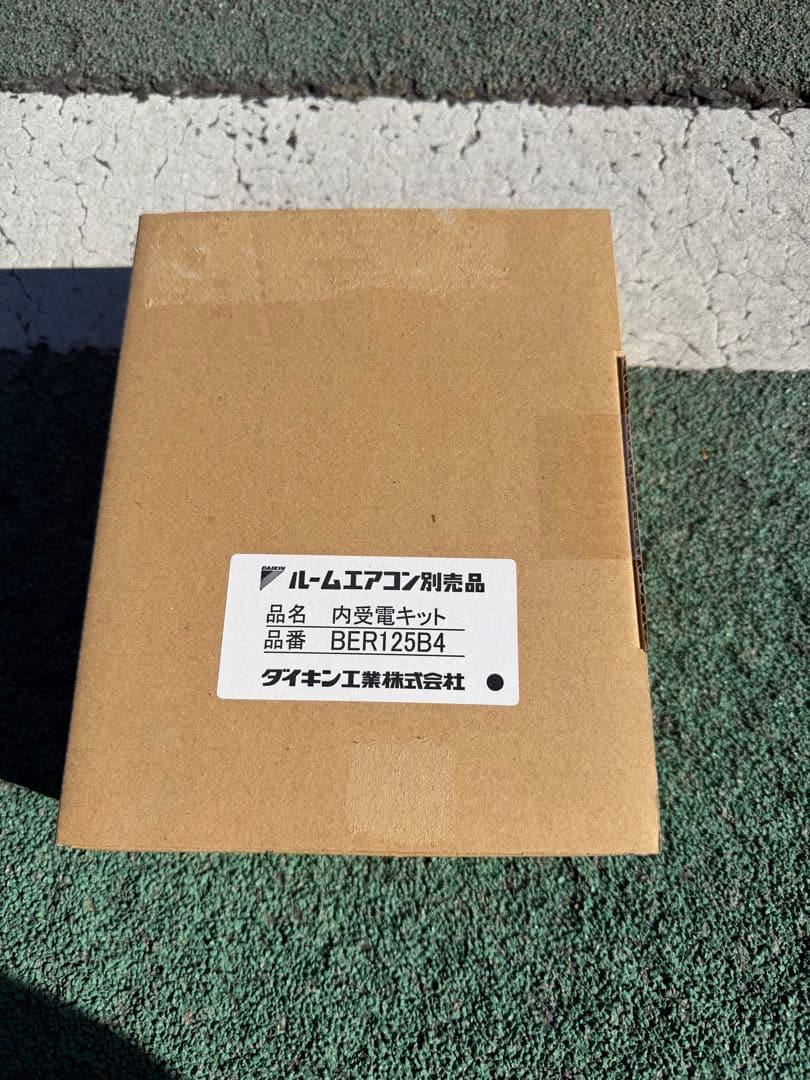 DAIKIN
ルームエアコン別売品
品名 内受電キット
品番 BER125B4
ダイキン工業株式会社